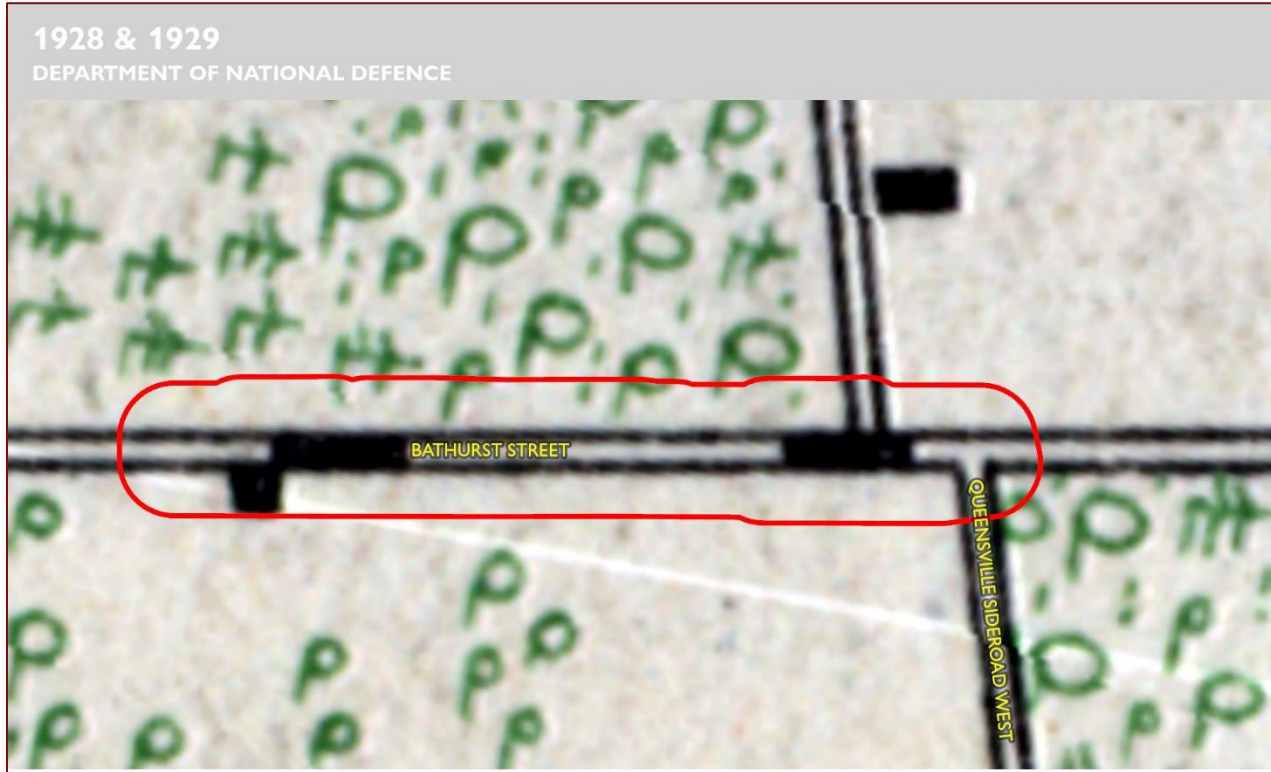 1928 & 1929
DEPARTMENT OF NATIONAL DEFENCE
BATHURST STREET
QUEENSVILLE SIDEROAD WEST